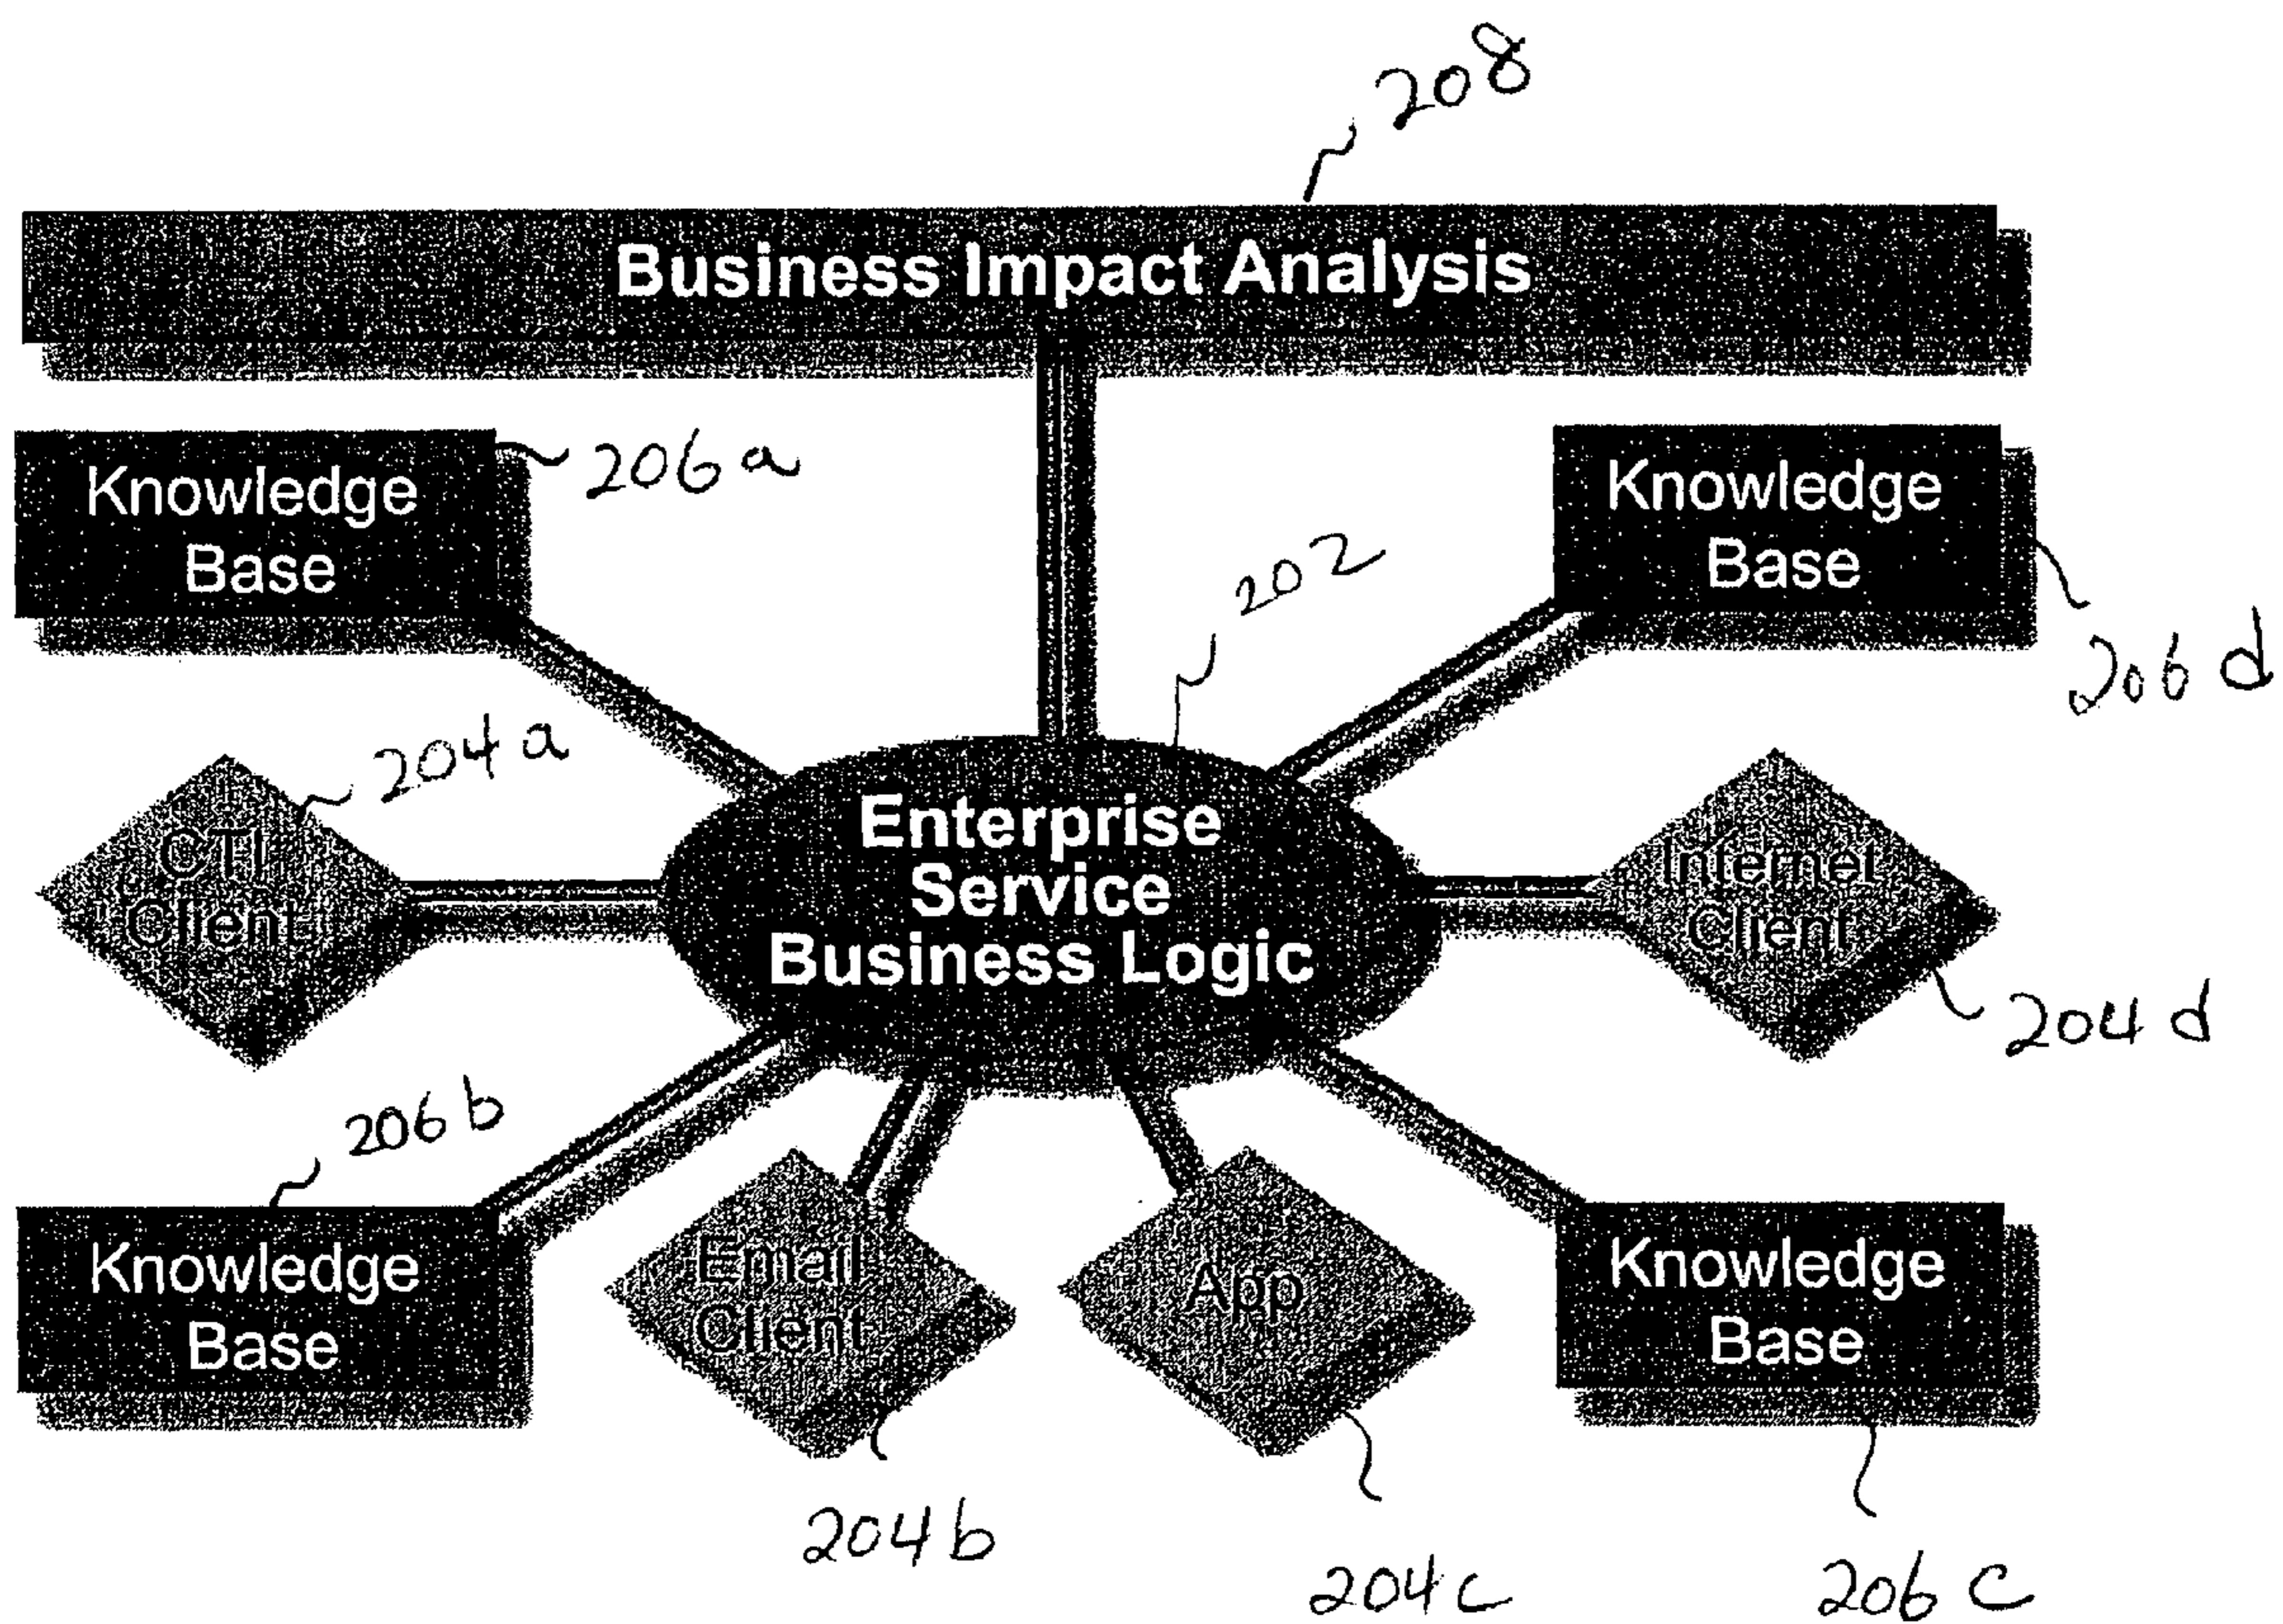 208
Business Impact Analysis
206a
Knowledge
Base
Knowledge
Base
202
206d
204a
CTI
Client
Enterprise
Service
Business Logic
Internet
Client
204d
206b
Knowledge
Base
Email
Client
App
Knowledge
Base
204b
204c
206c